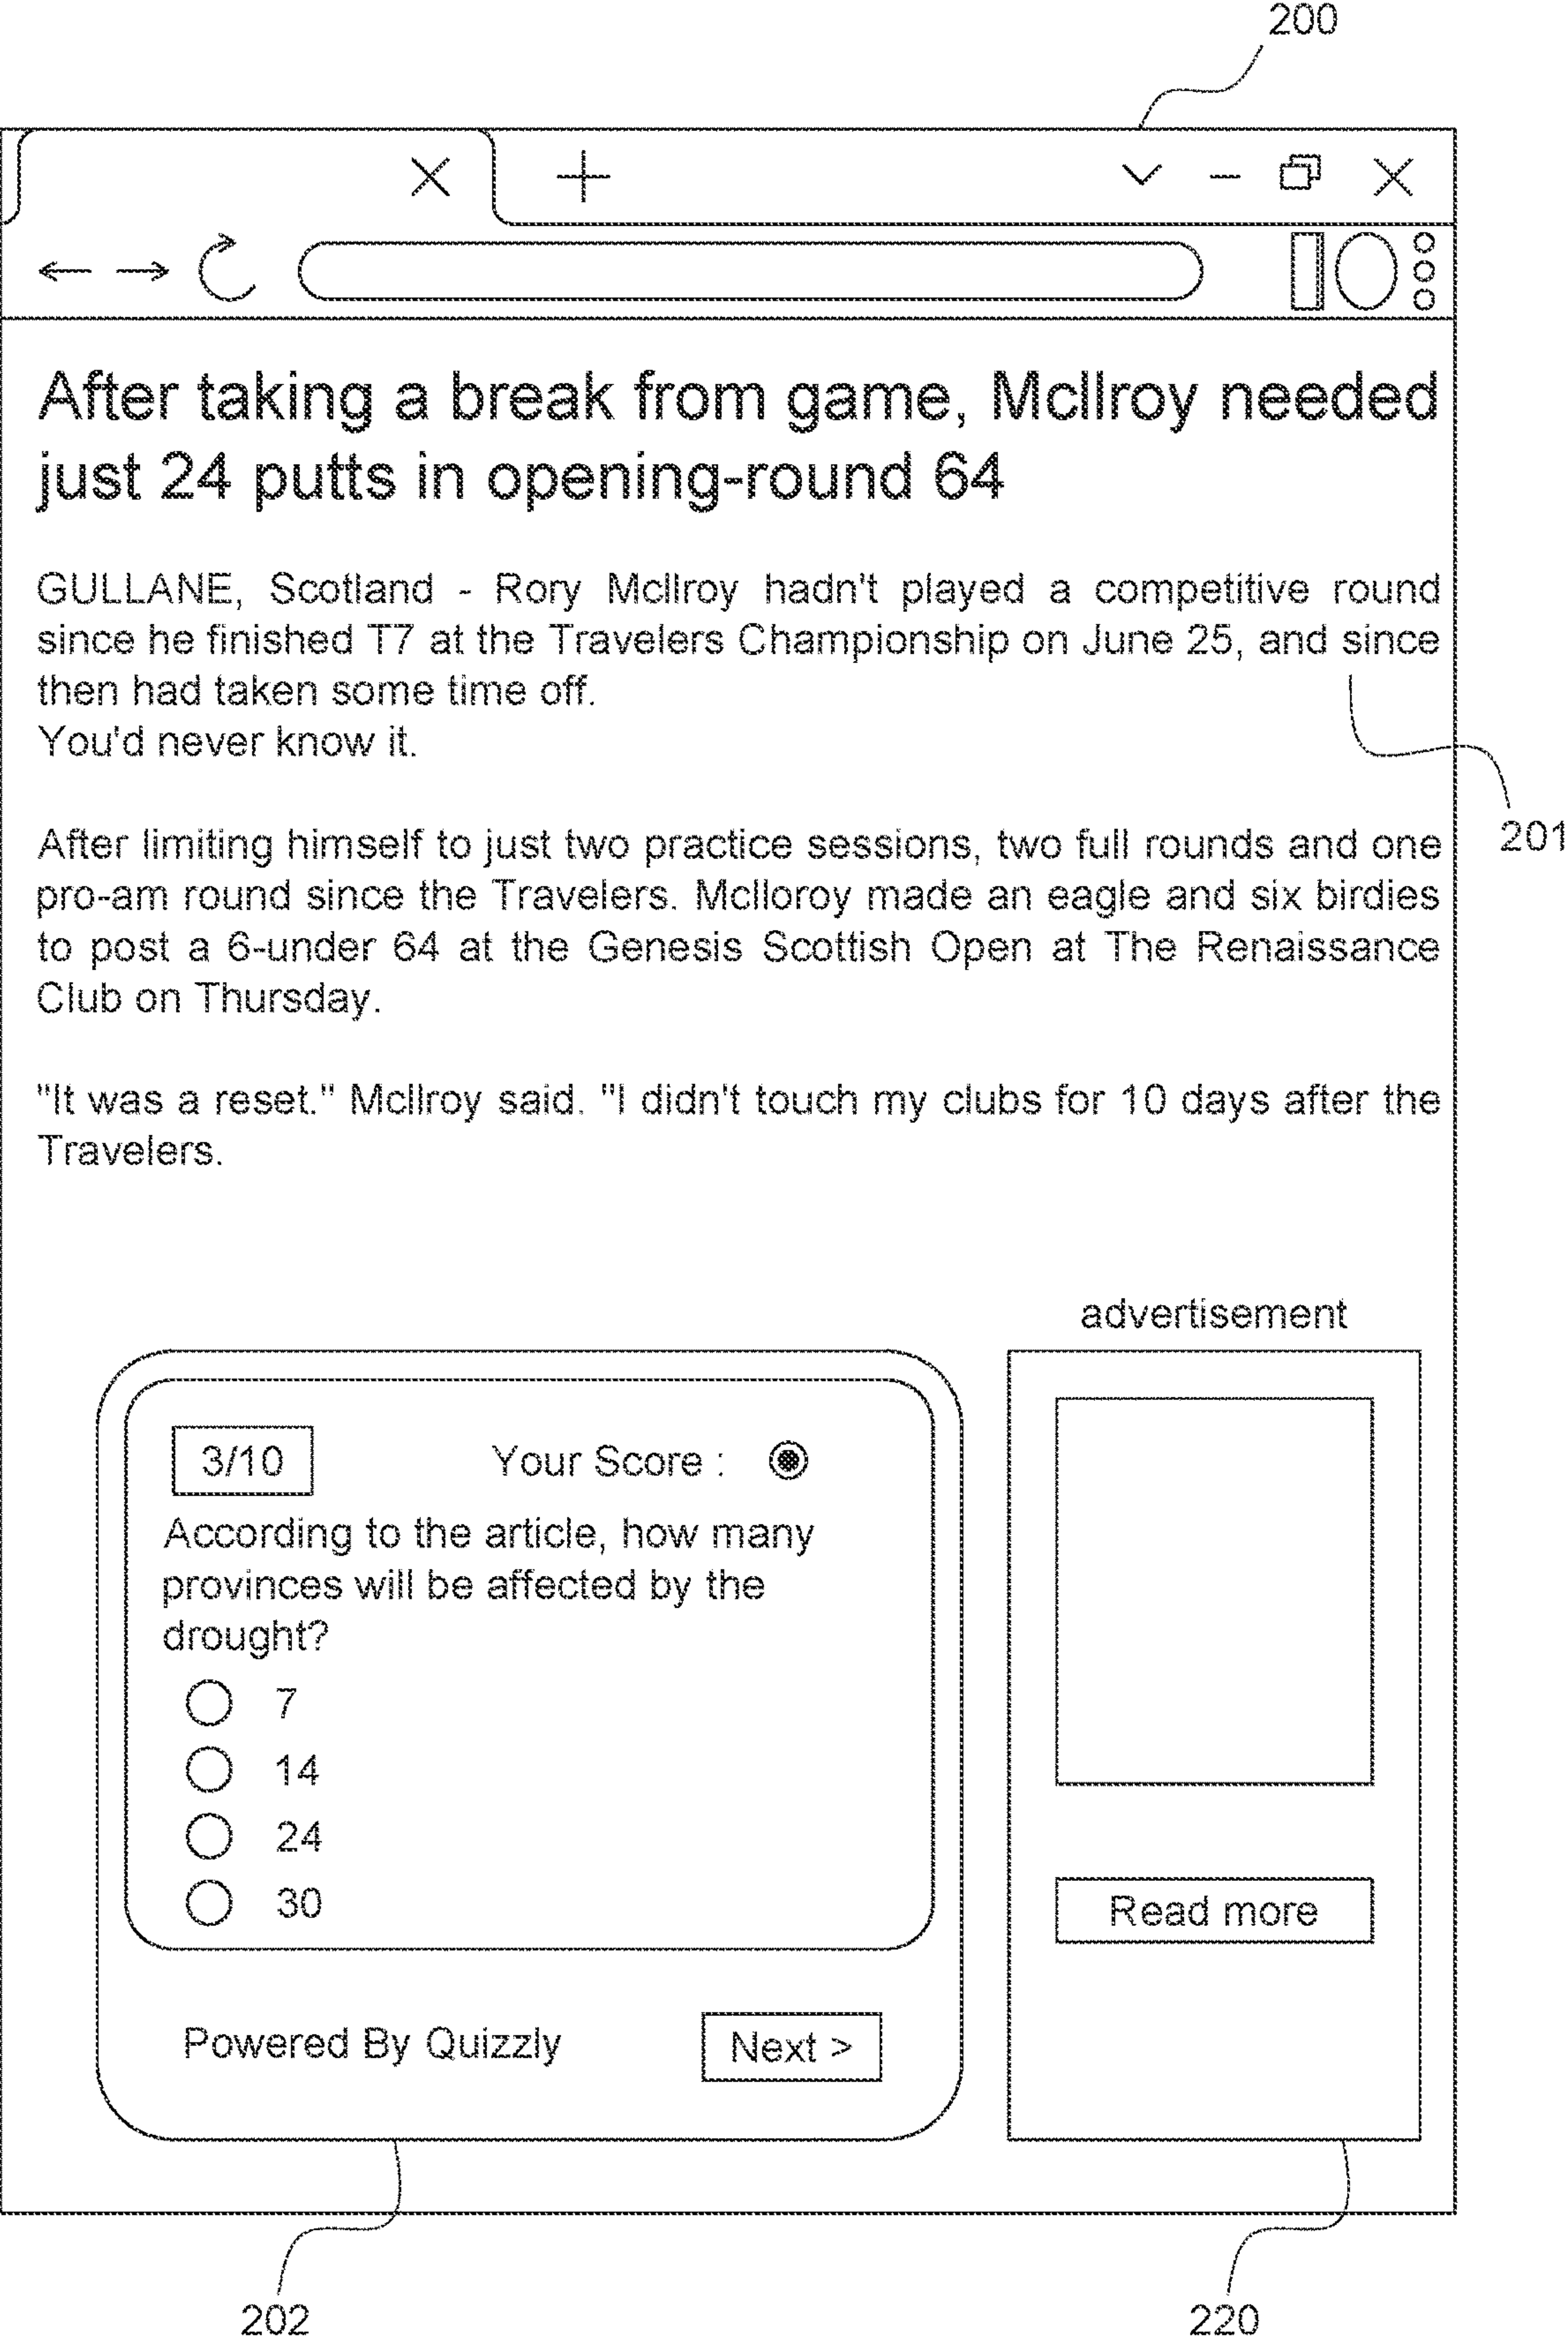 200
After taking a break from game, McIlroy needed
just 24 putts in opening-round 64
GULLANE, Scotland - Rory McIlroy hadn't played a competitive round
since he finished T7 at the Travelers Championship on June 25, and since
then had taken some time off.
You'd never know it.
201
After limiting himself to just two practice sessions, two full rounds and one
pro-am round since the Travelers. McIloroy made an eagle and six birdies
to post a 6-under 64 at the Genesis Scottish Open at The Renaissance
Club on Thursday.
"It was a reset." McIlroy said. "I didn't touch my clubs for 10 days after the
Travelers.
advertisement
3/10 Your Score :
According to the article, how many
provinces will be affected by the
drought?
7
14
24
30
Read more
Powered By Quizzly
Next >
202
220